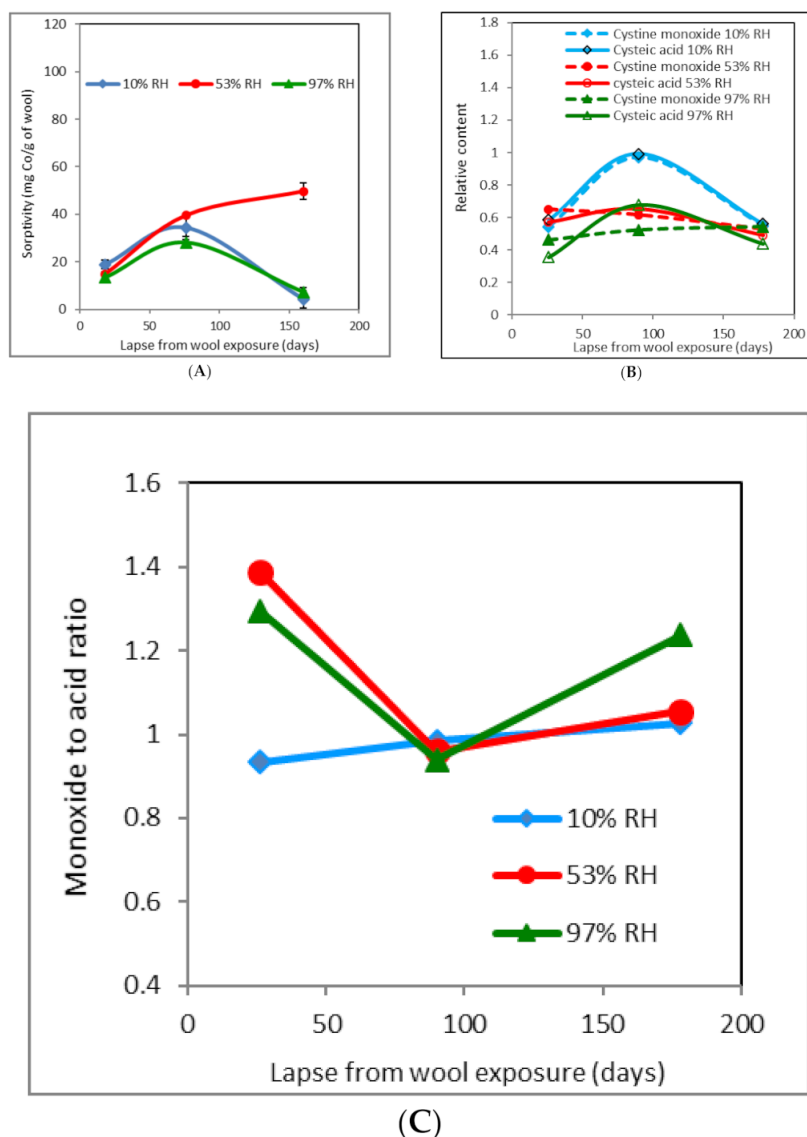 120
100
80
60
40
20
0
Sorptivity (mg Co/g of wool)
10% RH 53% RH 97% RH
0 50 100 150 200
Lapse from wool exposure (days)
(A)
1.8
1.6
1.4
1.2
1
0.8
0.6
0.4
0.2
0
Relative content
Cystine monoxide 10% RH
Cysteic acid 10% RH
Cystine monoxide 53% RH
cysteic acid 53% RH
Cystine monoxide 97% RH
Cysteic acid 97% RH
0 50 100 150 200
Lapse from wool exposure (days)
(B)
1.6
1.4
1.2
1
0.8
0.6
0.4
Monoxide to acid ratio
10% RH
53% RH
97% RH
0 50 100 150 200
Lapse from wool exposure (days)
(C)